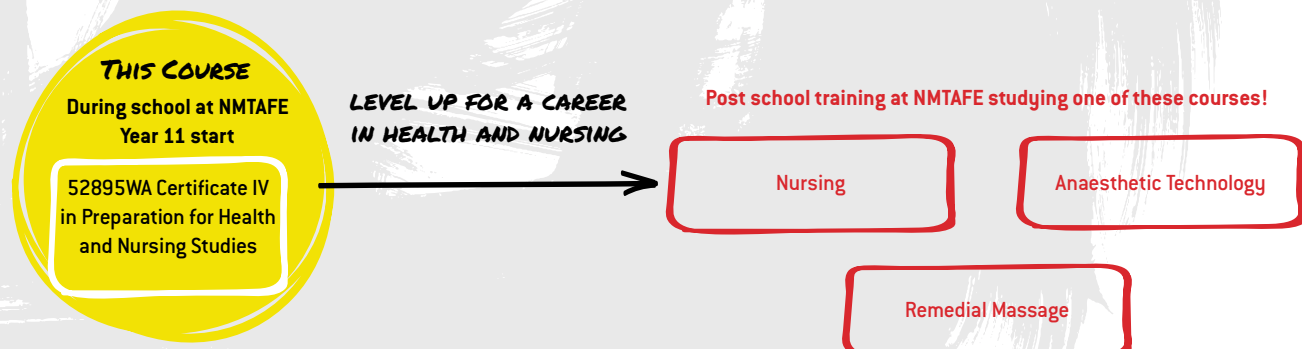 THIS COURSE
During school at NMTAFE
Year 11 start
52895WA Certificate IV
in Preparation for Health
and Nursing Studies
LEVEL UP FOR A CAREER
IN HEALTH AND NURSING
Post school training at NMTAFE studying one of these courses!
Nursing
Anaesthetic Technology
Remedial Massage